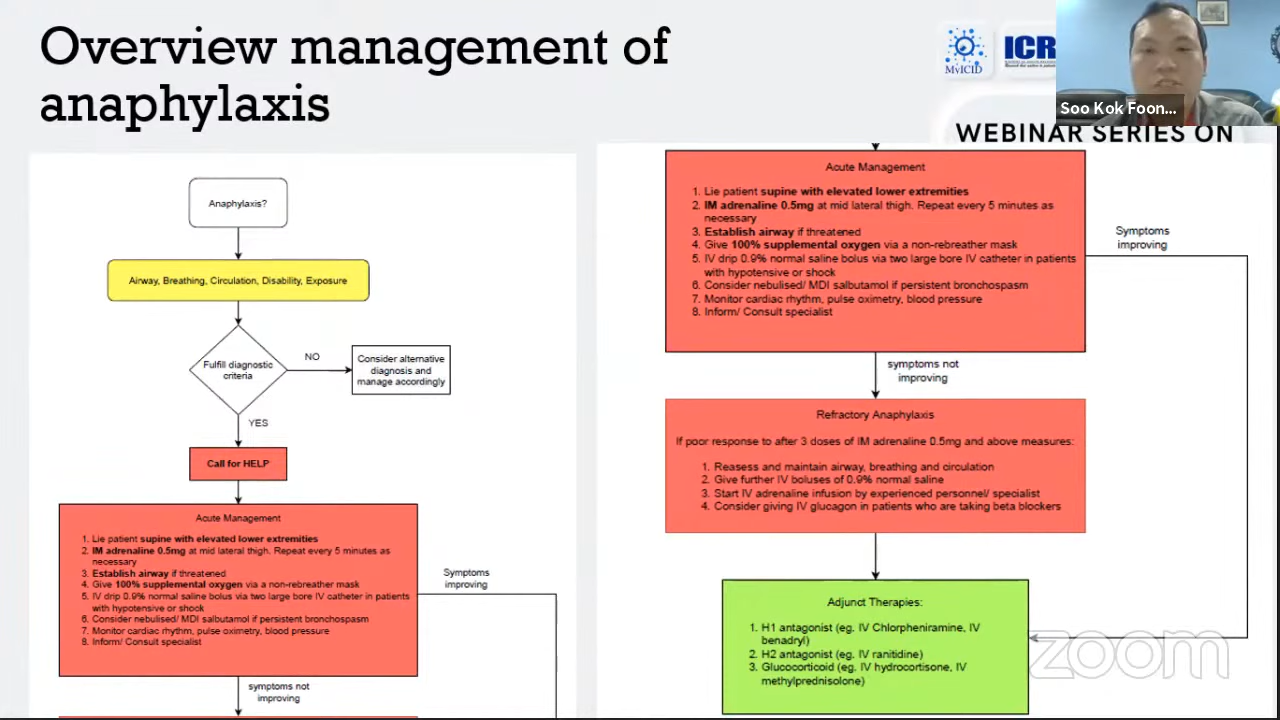 Overview management of
anaphylaxis
MyICID
ICR
Soo Kok Foon...
WEBINAR SERIES ON
Anaphylaxis?
Airway, Breathing, Circulation, Disability, Exposure
Fulfill diagnostic
criteria
NO
Consider alternative
diagnosis and
manage accordingly
YES
Call for HELP
Acute Management
1. Lie patient supine with elevated lower extremities
2. IM adrenaline 0.5mg at mid lateral thigh. Repeat every 5 minutes as
necessary
3. Establish airway if threatened
4. Give 100% supplemental oxygen via a non-rebreather mask
5. IV drip 0.9% normal saline bolus via two large bore IV catheter in patients
with hypotensive or shock
6. Consider nebulised/ MDI salbutamol if persistent bronchospasm
7. Monitor cardiac rhythm, pulse oximetry, blood pressure
8. Inform/ Consult specialist
Symptoms
improving
symptoms not
improving
Acute Management
1. Lie patient supine with elevated lower extremities
2. IM adrenaline 0.5mg at mid lateral thigh. Repeat every 5 minutes as
necessary
3. Establish airway if threatened
4. Give 100% supplemental oxygen via a non-rebreather mask
5. IV drip 0.9% normal saline bolus via two large bore IV catheter in patients
with hypotensive or shock
6. Consider nebulised/ MDI salbutamol if persistent bronchospasm
7. Monitor cardiac rhythm, pulse oximetry, blood pressure
8. Inform/ Consult specialist
Symptoms
improving
symptoms not
improving
Refractory Anaphylaxis
If poor response to after 3 doses of IM adrenaline 0.5mg and above measures:
1. Reasess and maintain airway, breathing and circulation
2. Give further IV boluses of 0.9% normal saline
3. Start IV adrenaline infusion by experienced personnel/ specialist
4. Consider giving IV glucagon in patients who are taking beta blockers
Adjunct Therapies:
1. H1 antagonist (eg. IV Chlorpheniramine, IV
benadryl)
2. H2 antagonist (eg. IV ranitidine)
3. Glucocorticoid (eg. IV hydrocortisone, IV
methylprednisolone)
zoom